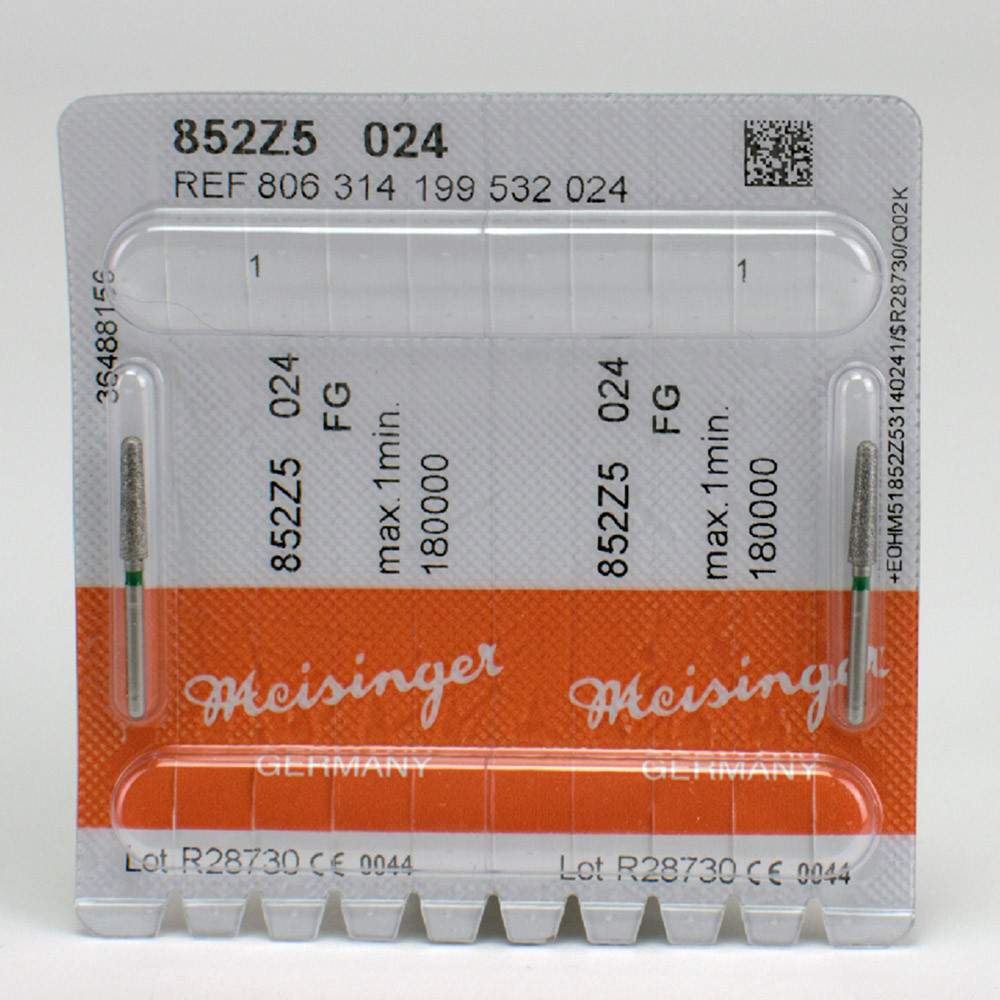 852Z5 024
REF 806 314 199 532 024
1
1
36488156
852Z5 024
FG
max.1min.
180000
852Z5 024
FG
max.1min.
180000
+E0HM51852Z53140241/$R28730/Q02K
Meisinger
Meisinger
GERMANY
GERMANY
Lot R28730 CE 0044
Lot R28730 CE 0044